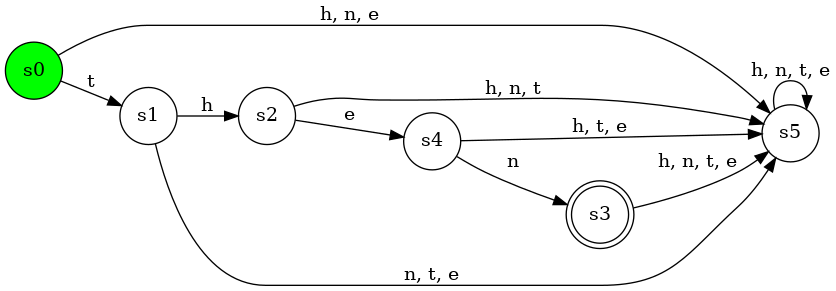 h, n, e
s0
t
s1
h
s2
h, n, t
e
s4
h, t, e
n
s3
h, n, t, e
h, n, t, e
s5
n, t, e